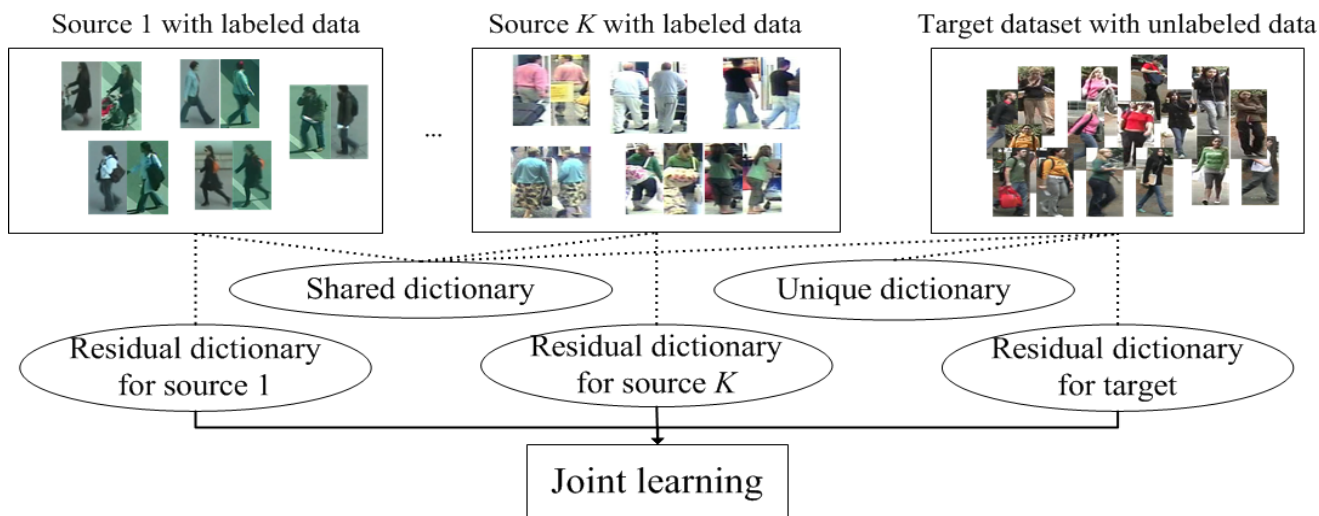 Source 1 with labeled data
Source K with labeled data
Target dataset with unlabeled data
...
Shared dictionary
Unique dictionary
Residual dictionary
for source 1
Residual dictionary
for source K
Residual dictionary
for target
Joint learning